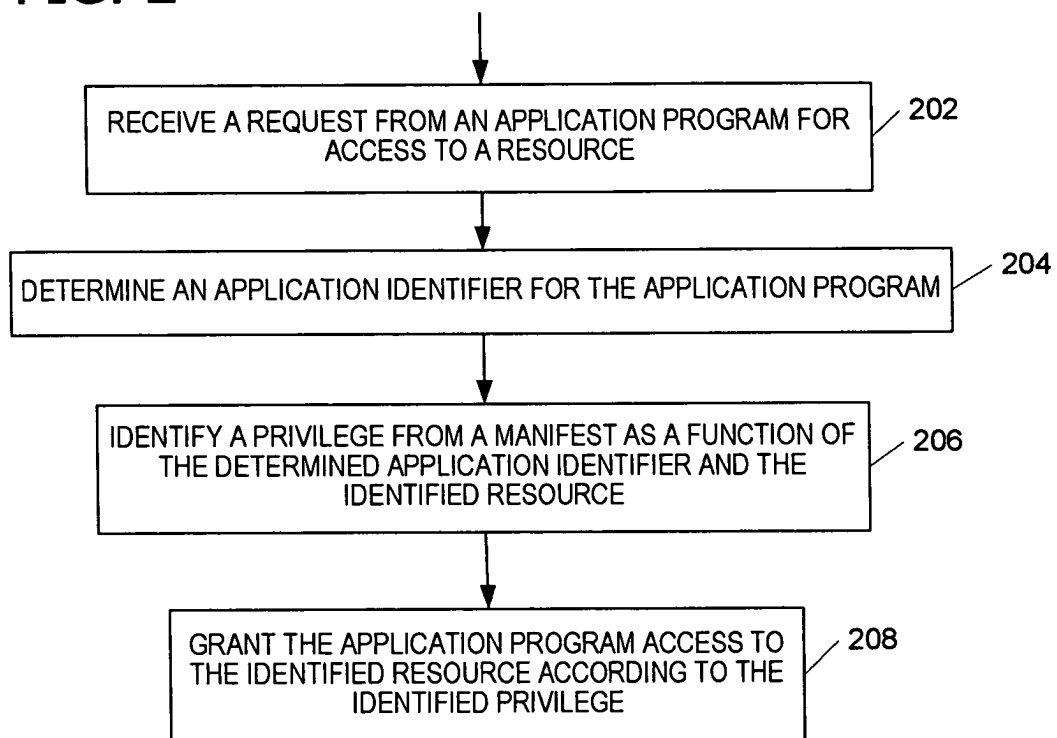 RECEIVE A REQUEST FROM AN APPLICATION PROGRAM FOR
ACCESS TO A RESOURCE
202
DETERMINE AN APPLICATION IDENTIFIER FOR THE APPLICATION PROGRAM
204
IDENTIFY A PRIVILEGE FROM A MANIFEST AS A FUNCTION OF
THE DETERMINED APPLICATION IDENTIFIER AND THE
IDENTIFIED RESOURCE
206
GRANT THE APPLICATION PROGRAM ACCESS TO
THE IDENTIFIED RESOURCE ACCORDING TO THE
IDENTIFIED PRIVILEGE
208